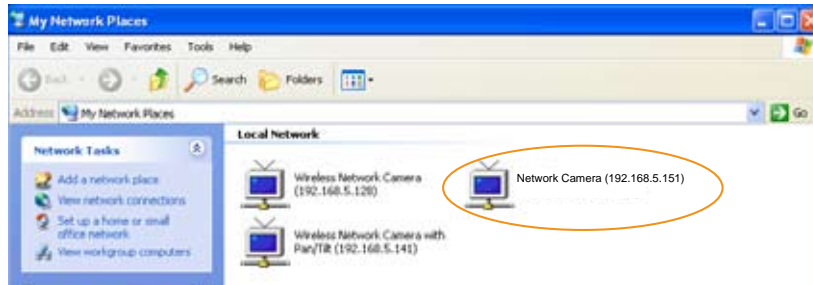 My Network Places
File Edit View Favorites Tools Help
Back Search Folders
Address My Network Places Go
Local Network
Network Tasks
Add a network place
View network connections
Set up a home or small
office network
View workgroup computers
Wireless Network Camera
(192.168.5.128)
Network Camera (192.168.5.151)
Wireless Network Camera with
Pan/Tilt (192.168.5.141)